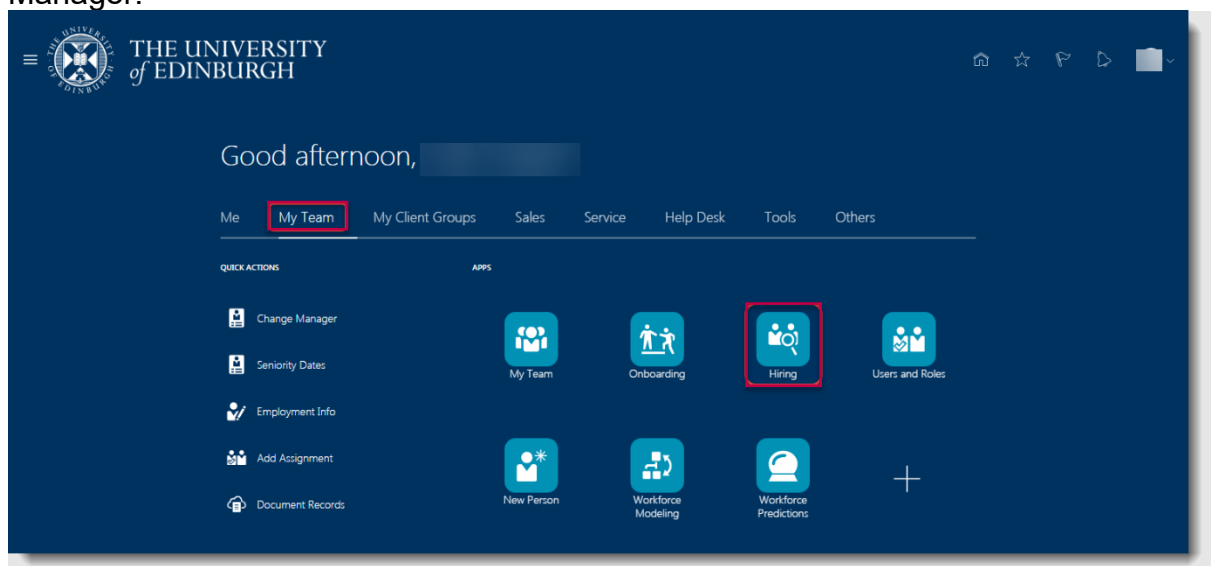 Manager.
THE UNIVERSITY
of EDINBURGH
Good afternoon,
Me My Team My Client Groups Sales Service Help Desk Tools Others
QUICK ACTIONS APPS
Change Manager
Seniority Dates
Employment Info
Add Assignment
Document Records
My Team Onboarding Hiring Users and Roles
New Person Workforce Modeling Workforce Predictions